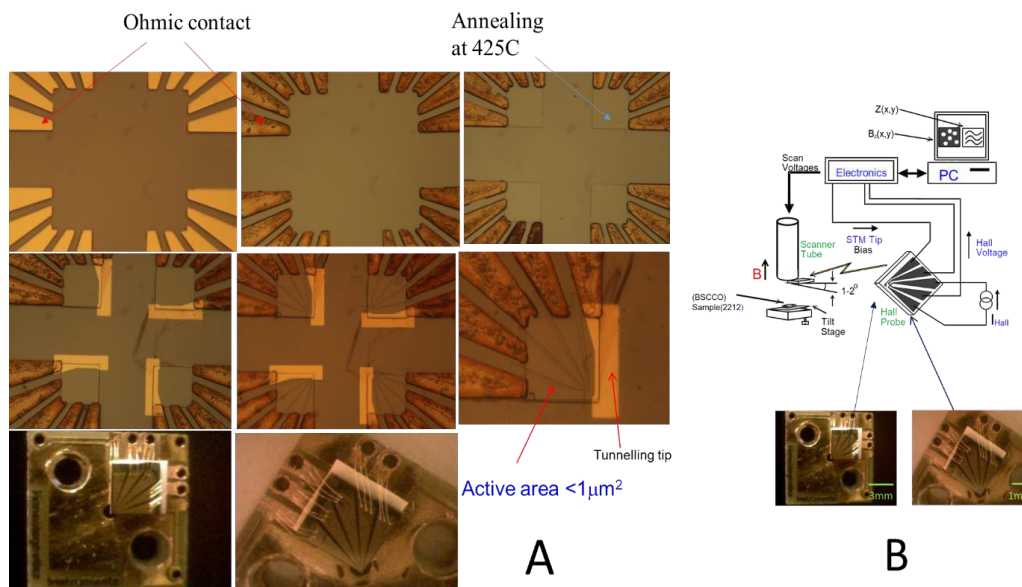 Ohmic contact
Annealing
at 425C
Tunnelling tip
Active area <1μm²
A
Z(x,y)
Bz(x,y)
Scan
Voltages
Electronics
PC
Scanner
Tube
STM Tip
Bias
Hall
Voltage
B
1-2°
(BSCCO)
Sample(2212)
Tilt
Stage
Hall
Probe
IHall
3mm
1m
B